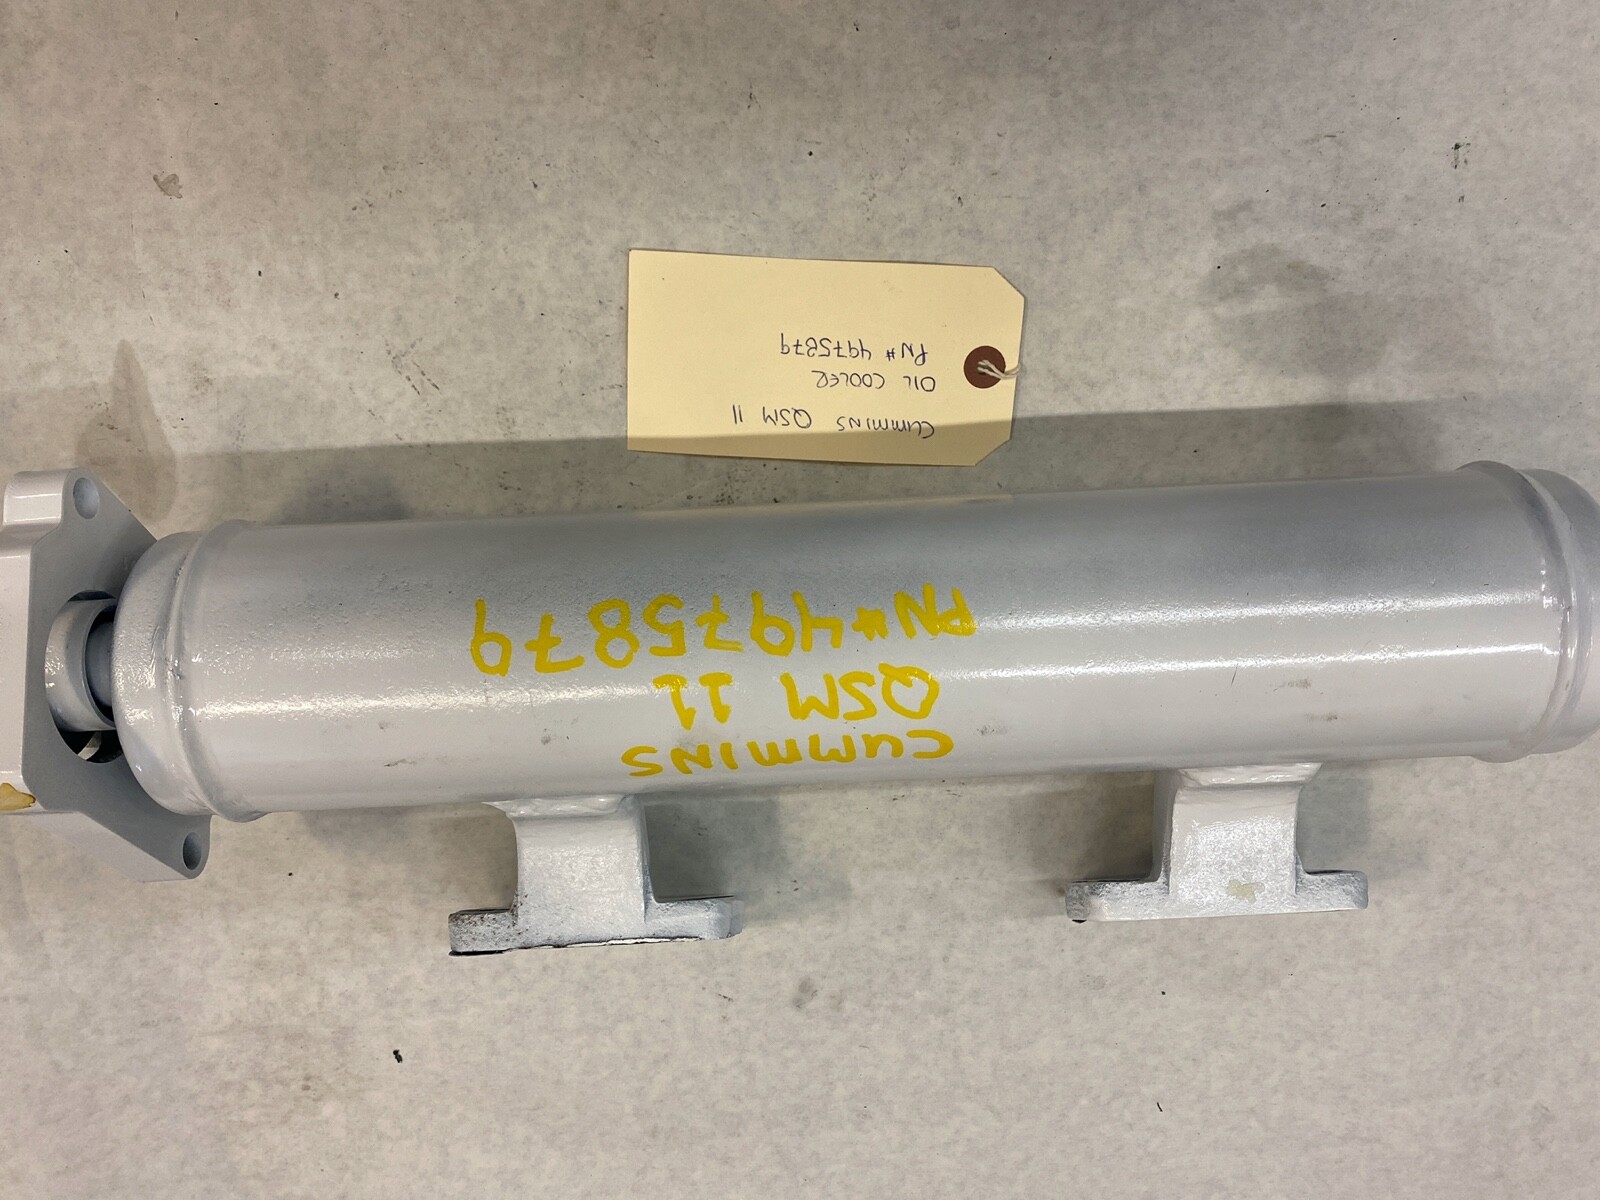 CUMMINS QSM 11
OIL COOLER
PN# 4975879
CUMMINS
QSM 11
PN#4975879